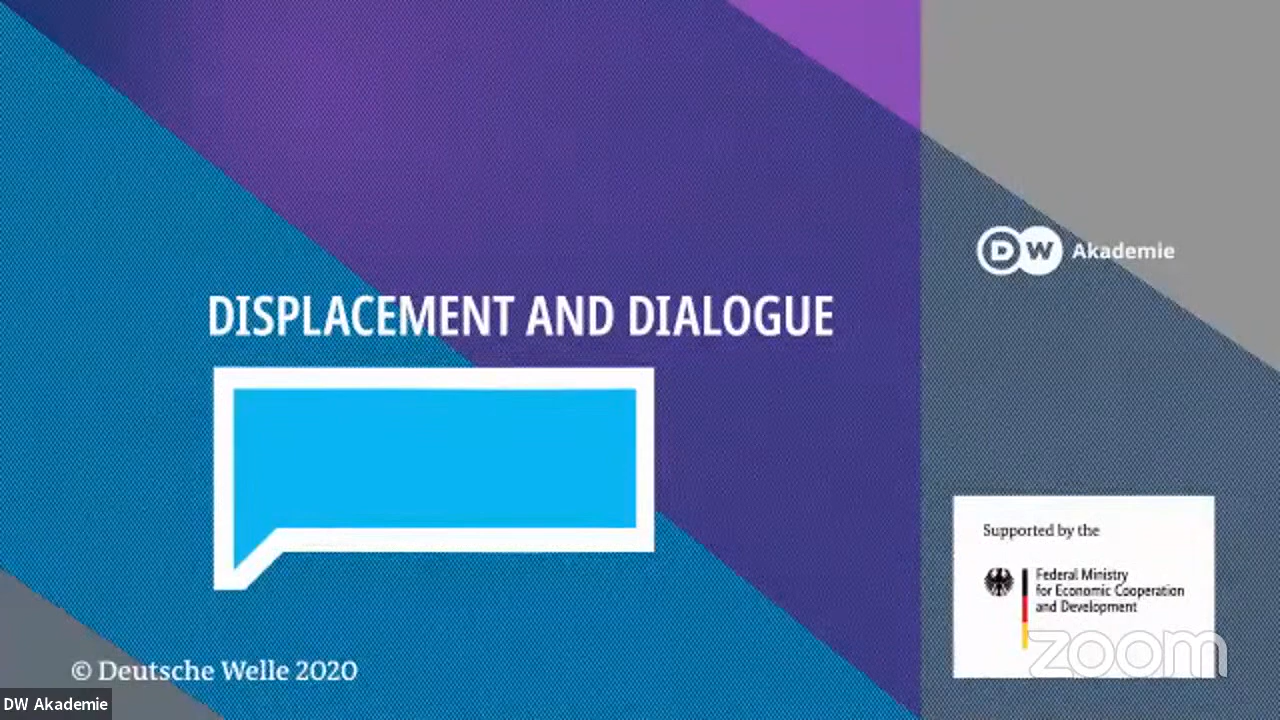 DW Akademie
DISPLACEMENT AND DIALOGUE
Supported by the
Federal Ministry
for Economic Cooperation
and Development
zoom
© Deutsche Welle 2020
DW Akademie